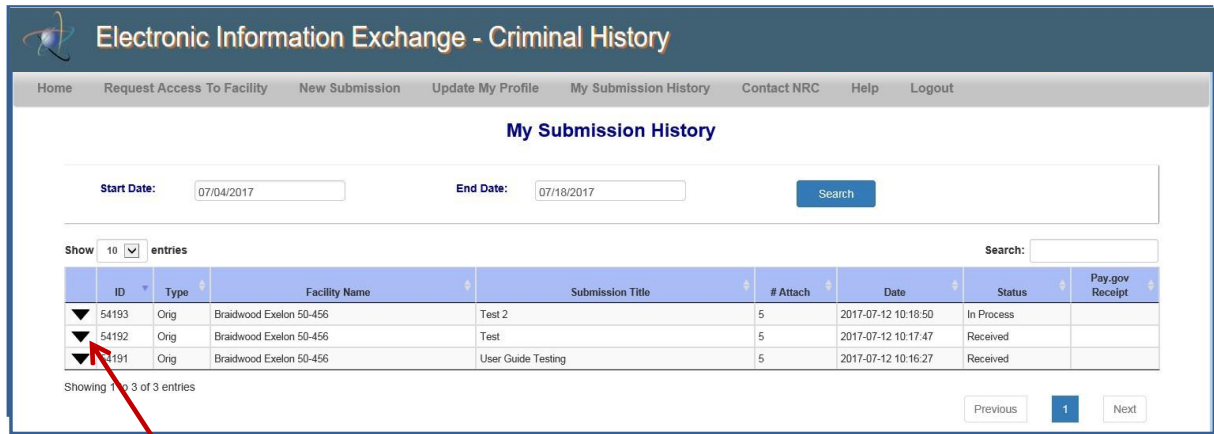 Electronic Information Exchange - Criminal History
Home Request Access To Facility New Submission Update My Profile My Submission History Contact NRC Help Logout
My Submission History
Start Date: 07/04/2017 End Date: 07/18/2017 Search
Show 10 entries Search:
ID Type Facility Name Submission Title # Attach Date Status Pay.gov Receipt
54193 Orig Braidwood Exelon 50-456 Test 2 5 2017-07-12 10:18:50 In Process
54192 Orig Braidwood Exelon 50-456 Test 5 2017-07-12 10:17:47 Received
54191 Orig Braidwood Exelon 50-456 User Guide Testing 5 2017-07-12 10:16:27 Received
Showing 1 to 3 of 3 entries
Previous 1 Next